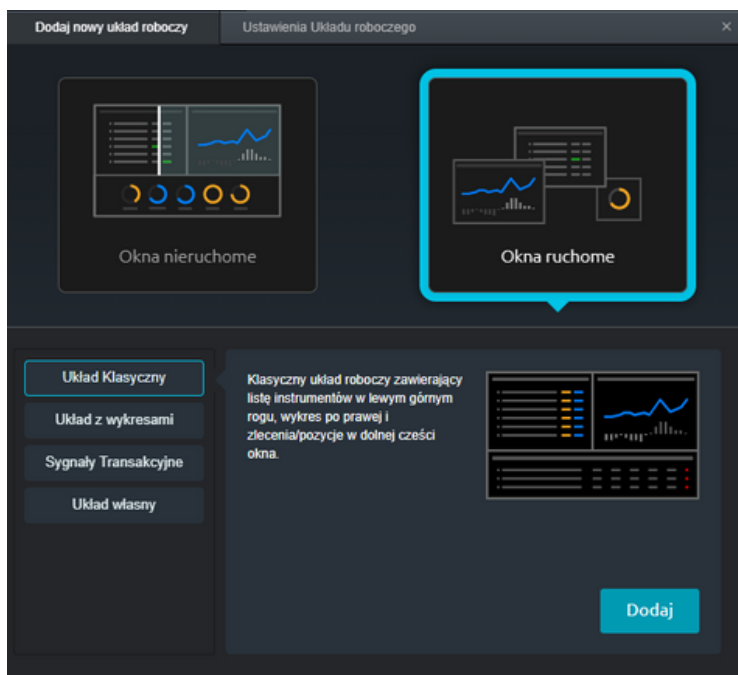 Dodaj nowy układ roboczy
Ustawienia Układu roboczego
×
Okna nieruchome
Okna ruchome
Układ Klasyczny
Układ z wykresami
Sygnały Transakcyjne
Układ własny
Klasyczny układ roboczy zawierający
listę instrumentów w lewym górnym
rogu, wykres po prawej i
zlecenia/pozycje w dolnej cześci
okna.
Dodaj